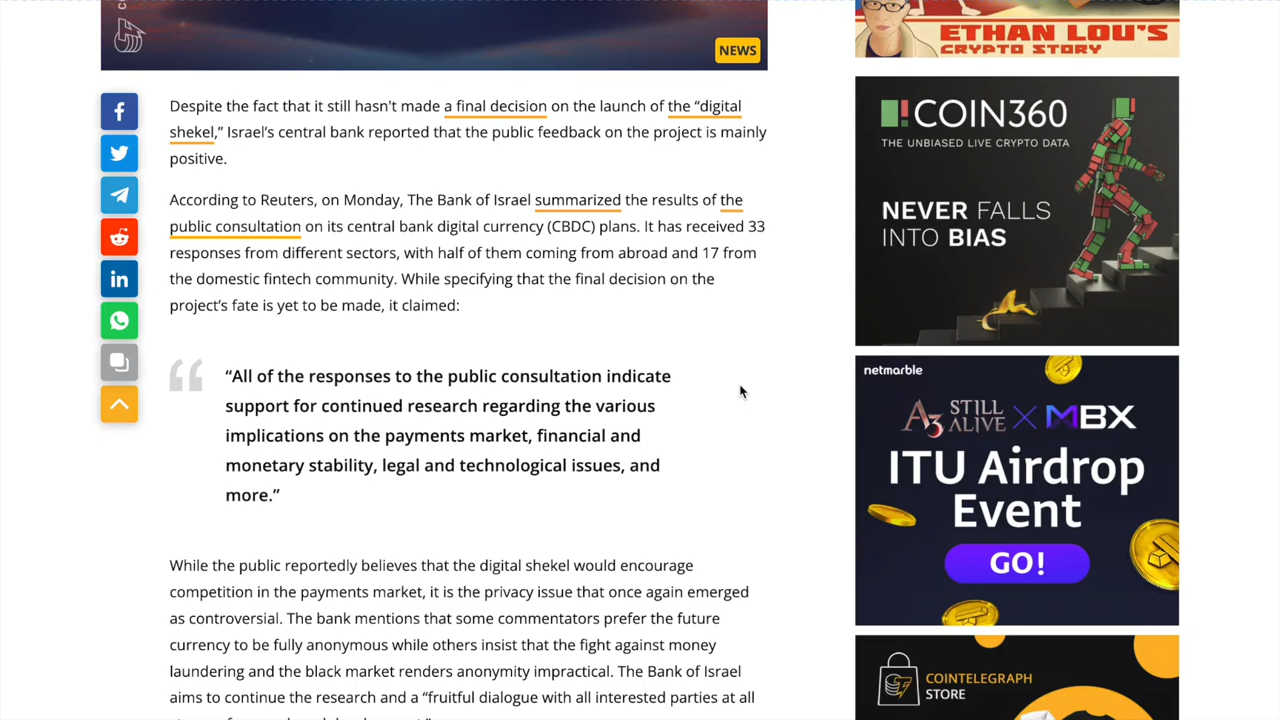 NEWS
Despite the fact that it still hasn't made a final decision on the launch of the “digital
shekel,” Israel’s central bank reported that the public feedback on the project is mainly
positive.
According to Reuters, on Monday, The Bank of Israel summarized the results of the
public consultation on its central bank digital currency (CBDC) plans. It has received 33
responses from different sectors, with half of them coming from abroad and 17 from
the domestic fintech community. While specifying that the final decision on the
project’s fate is yet to be made, it claimed:
“All of the responses to the public consultation indicate
support for continued research regarding the various
implications on the payments market, financial and
monetary stability, legal and technological issues, and
more.”
While the public reportedly believes that the digital shekel would encourage
competition in the payments market, it is the privacy issue that once again emerged
as controversial. The bank mentions that some commentators prefer the future
currency to be fully anonymous while others insist that the fight against money
laundering and the black market renders anonymity impractical. The Bank of Israel
aims to continue the research and a “fruitful dialogue with all interested parties at all
ETHAN LOU'S
CRYPTO STORY
COIN360
THE UNBIASED LIVE CRYPTO DATA
NEVER FALLS
INTO BIAS
netmarble
A3 STILL ALIVE X MBX
ITU Airdrop
Event
GO!
COINTELEGRAPH
STORE